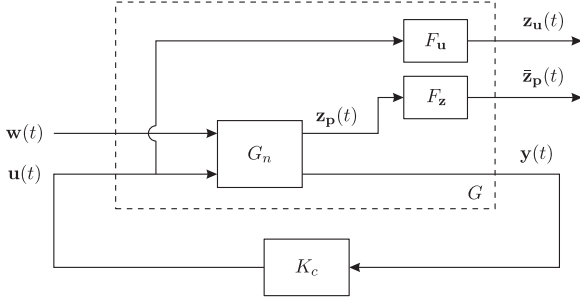 z_u(t)
F_u
z̄_p(t)
F_z
z_p(t)
w(t)
G_n
y(t)
u(t)
G
K_c